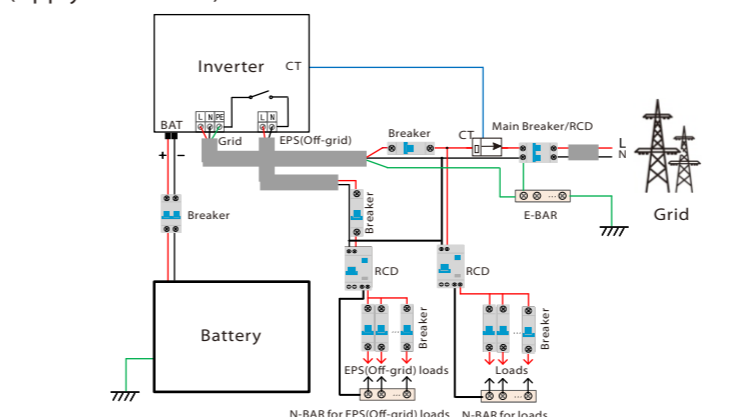 Inverter
CT
BAT
L N PE
L N
Grid
EPS(Off-grid)
+ −
Breaker
CT
Main Breaker/RCD
L
N
Grid
E-BAR
Breaker
Breaker
RCD
RCD
Battery
Breaker
Breaker
EPS(Off-grid) loads
Loads
N-BAR for EPS(Off-grid) loads
N-BAR for loads